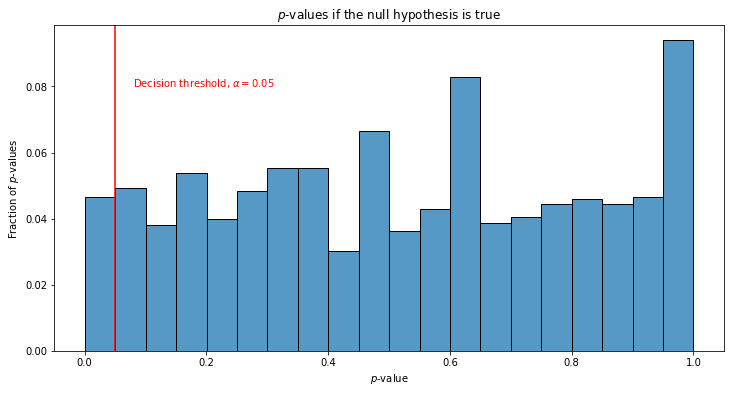 p-values if the null hypothesis is true
Decision threshold, α = 0.05
Fraction of p-values
0.08
0.06
0.04
0.02
0.00
0.0 0.2 0.4 0.6 0.8 1.0
p-value